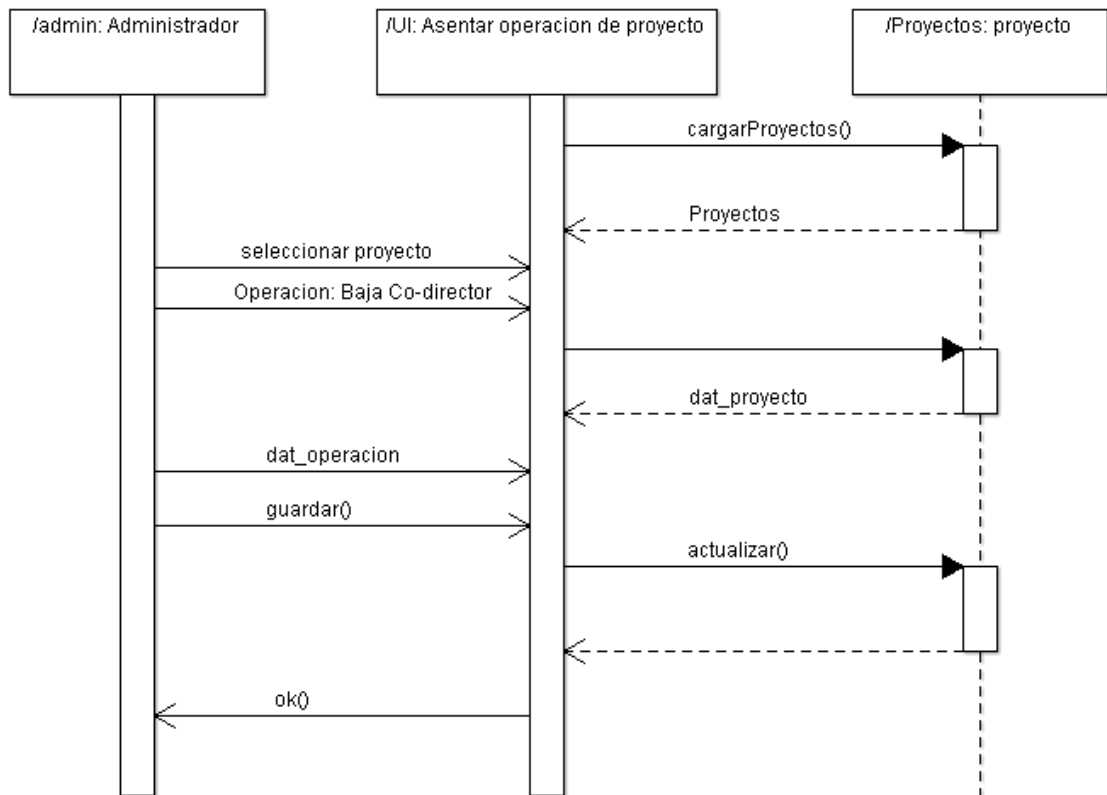 /admin: Administrador
/UI: Asentar operacion de proyecto
/Proyectos: proyecto
cargarProyectos()
Proyectos
seleccionar proyecto
Operacion: Baja Co-director
dat_proyecto
dat_operacion
guardar()
actualizar()
ok()